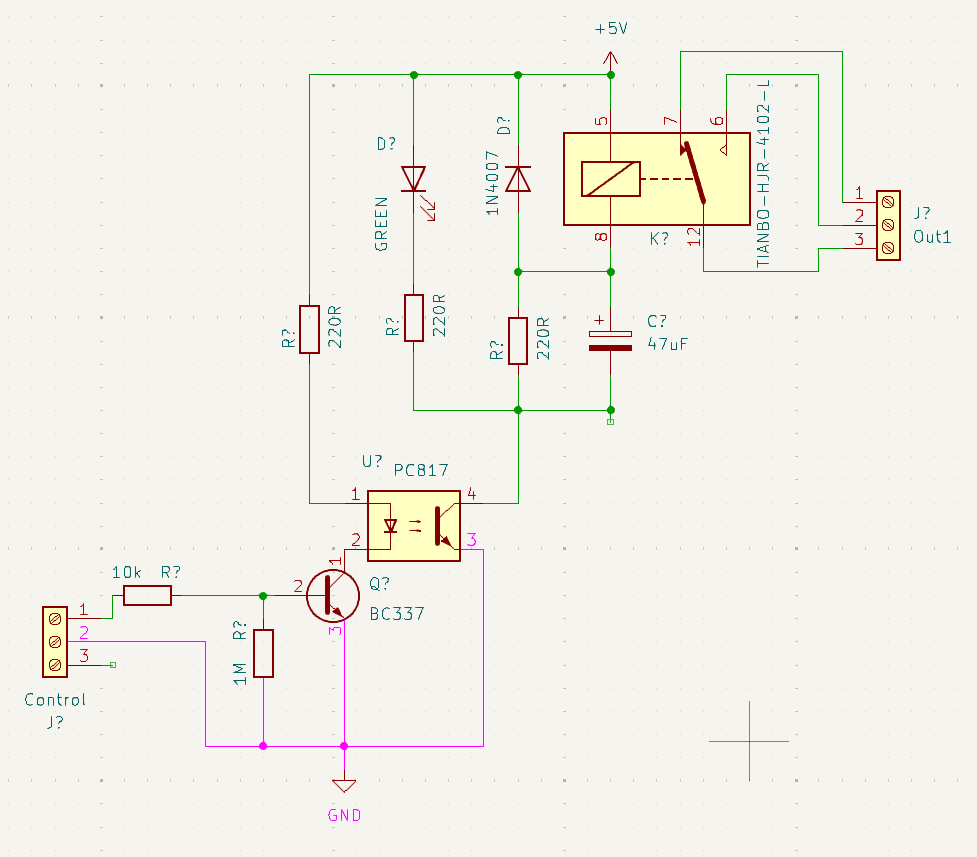 +5V
5
7
6
TIANBO-HJR-4102-L
D?
D?
1N4007
GREEN
8
K?
12
1
2
3
J?
Out1
R?
220R
R?
220R
R?
220R
C?
+
47uF
U?
PC817
1
4
2
3
10k R?
1
2
Q?
BC337
3
1
2
3
R?
1M
Control
J?
GND